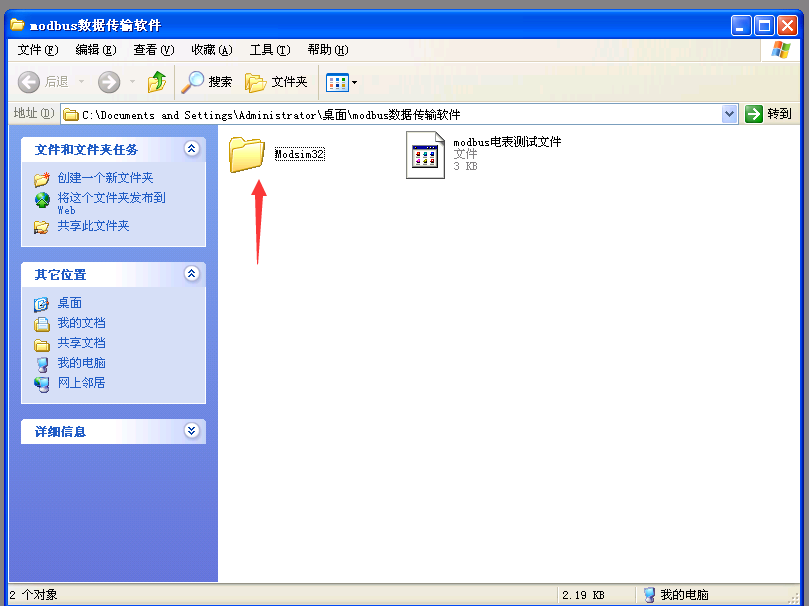 modbus数据传输软件
文件(F) 编辑(E) 查看(V) 收藏(A) 工具(T) 帮助(H)
后退 搜索 文件夹
地址(D) C:\Documents and Settings\Administrator\桌面\modbus数据传输软件 转到
文件和文件夹任务
创建一个新文件夹
将这个文件夹发布到
Web
共享此文件夹
其它位置
桌面
我的文档
共享文档
我的电脑
网上邻居
详细信息
Modsim32
modbus电表测试文件
文件
3 KB
2 个对象 2.19 KB 我的电脑